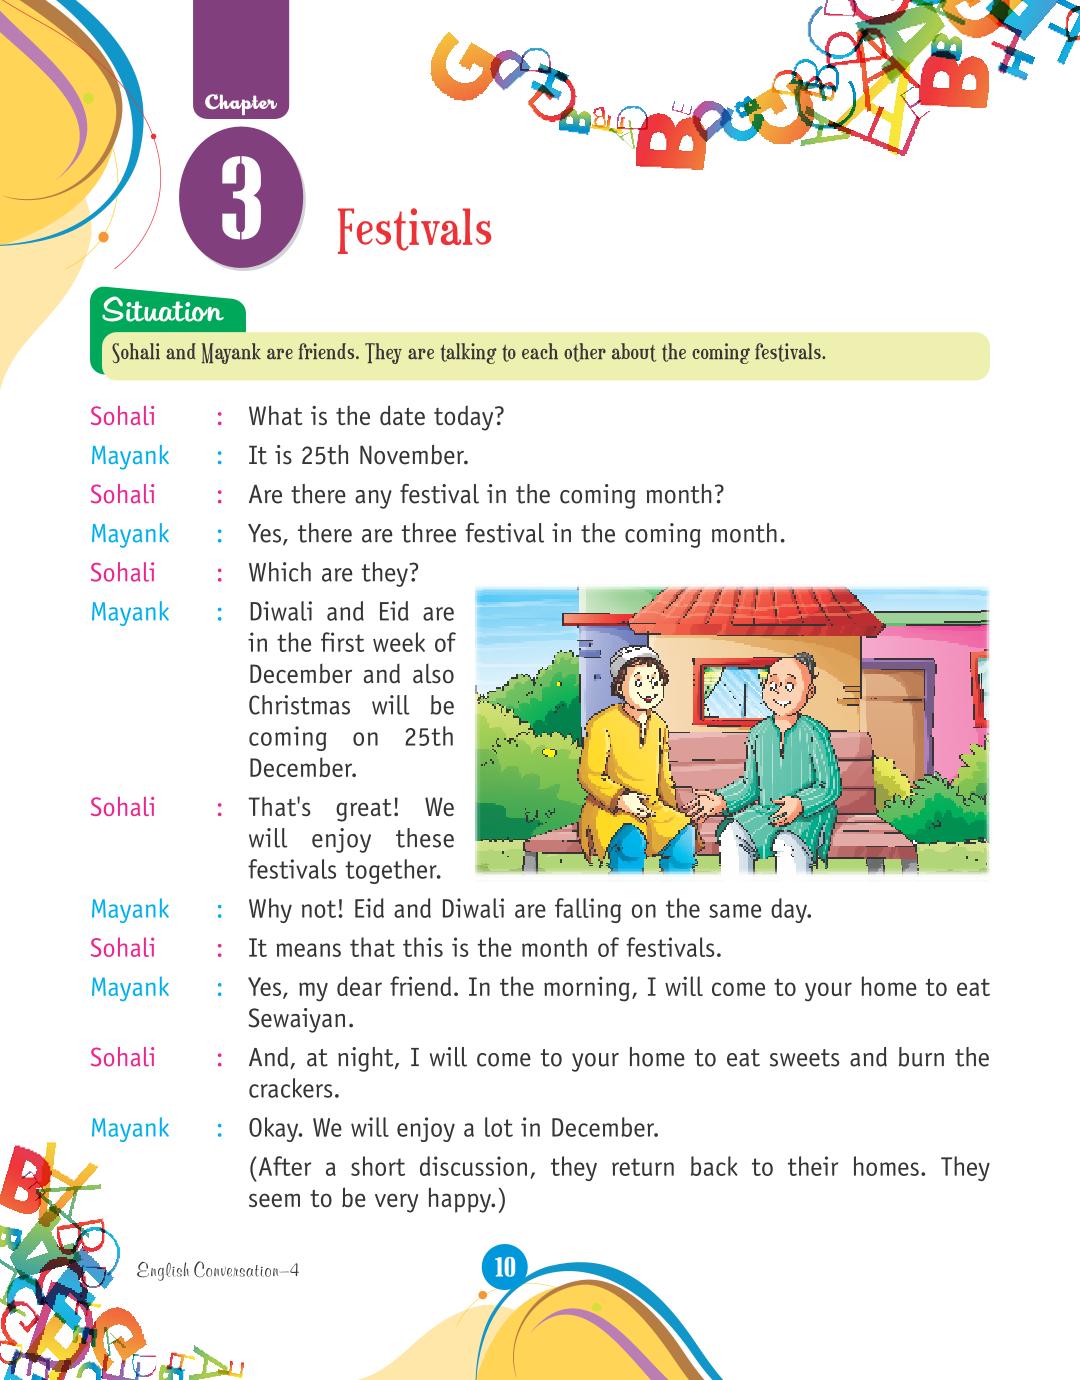 Chapter
3
Festivals
Situation
Sohali and Mayank are friends. They are talking to each other about the coming festivals.
Sohali : What is the date today?
Mayank : It is 25th November.
Sohali : Are there any festival in the coming month?
Mayank : Yes, there are three festival in the coming month.
Sohali : Which are they?
Mayank : Diwali and Eid are
in the first week of
December and also
Christmas will be
coming on 25th
December.
Sohali : That's great! We
will enjoy these
festivals together.
Mayank : Why not! Eid and Diwali are falling on the same day.
Sohali : It means that this is the month of festivals.
Mayank : Yes, my dear friend. In the morning, I will come to your home to eat
Sewaiyan.
Sohali : And, at night, I will come to your home to eat sweets and burn the
crackers.
Mayank : Okay. We will enjoy a lot in December.
(After a short discussion, they return back to their homes. They
seem to be very happy.)
English Conversation–4
10